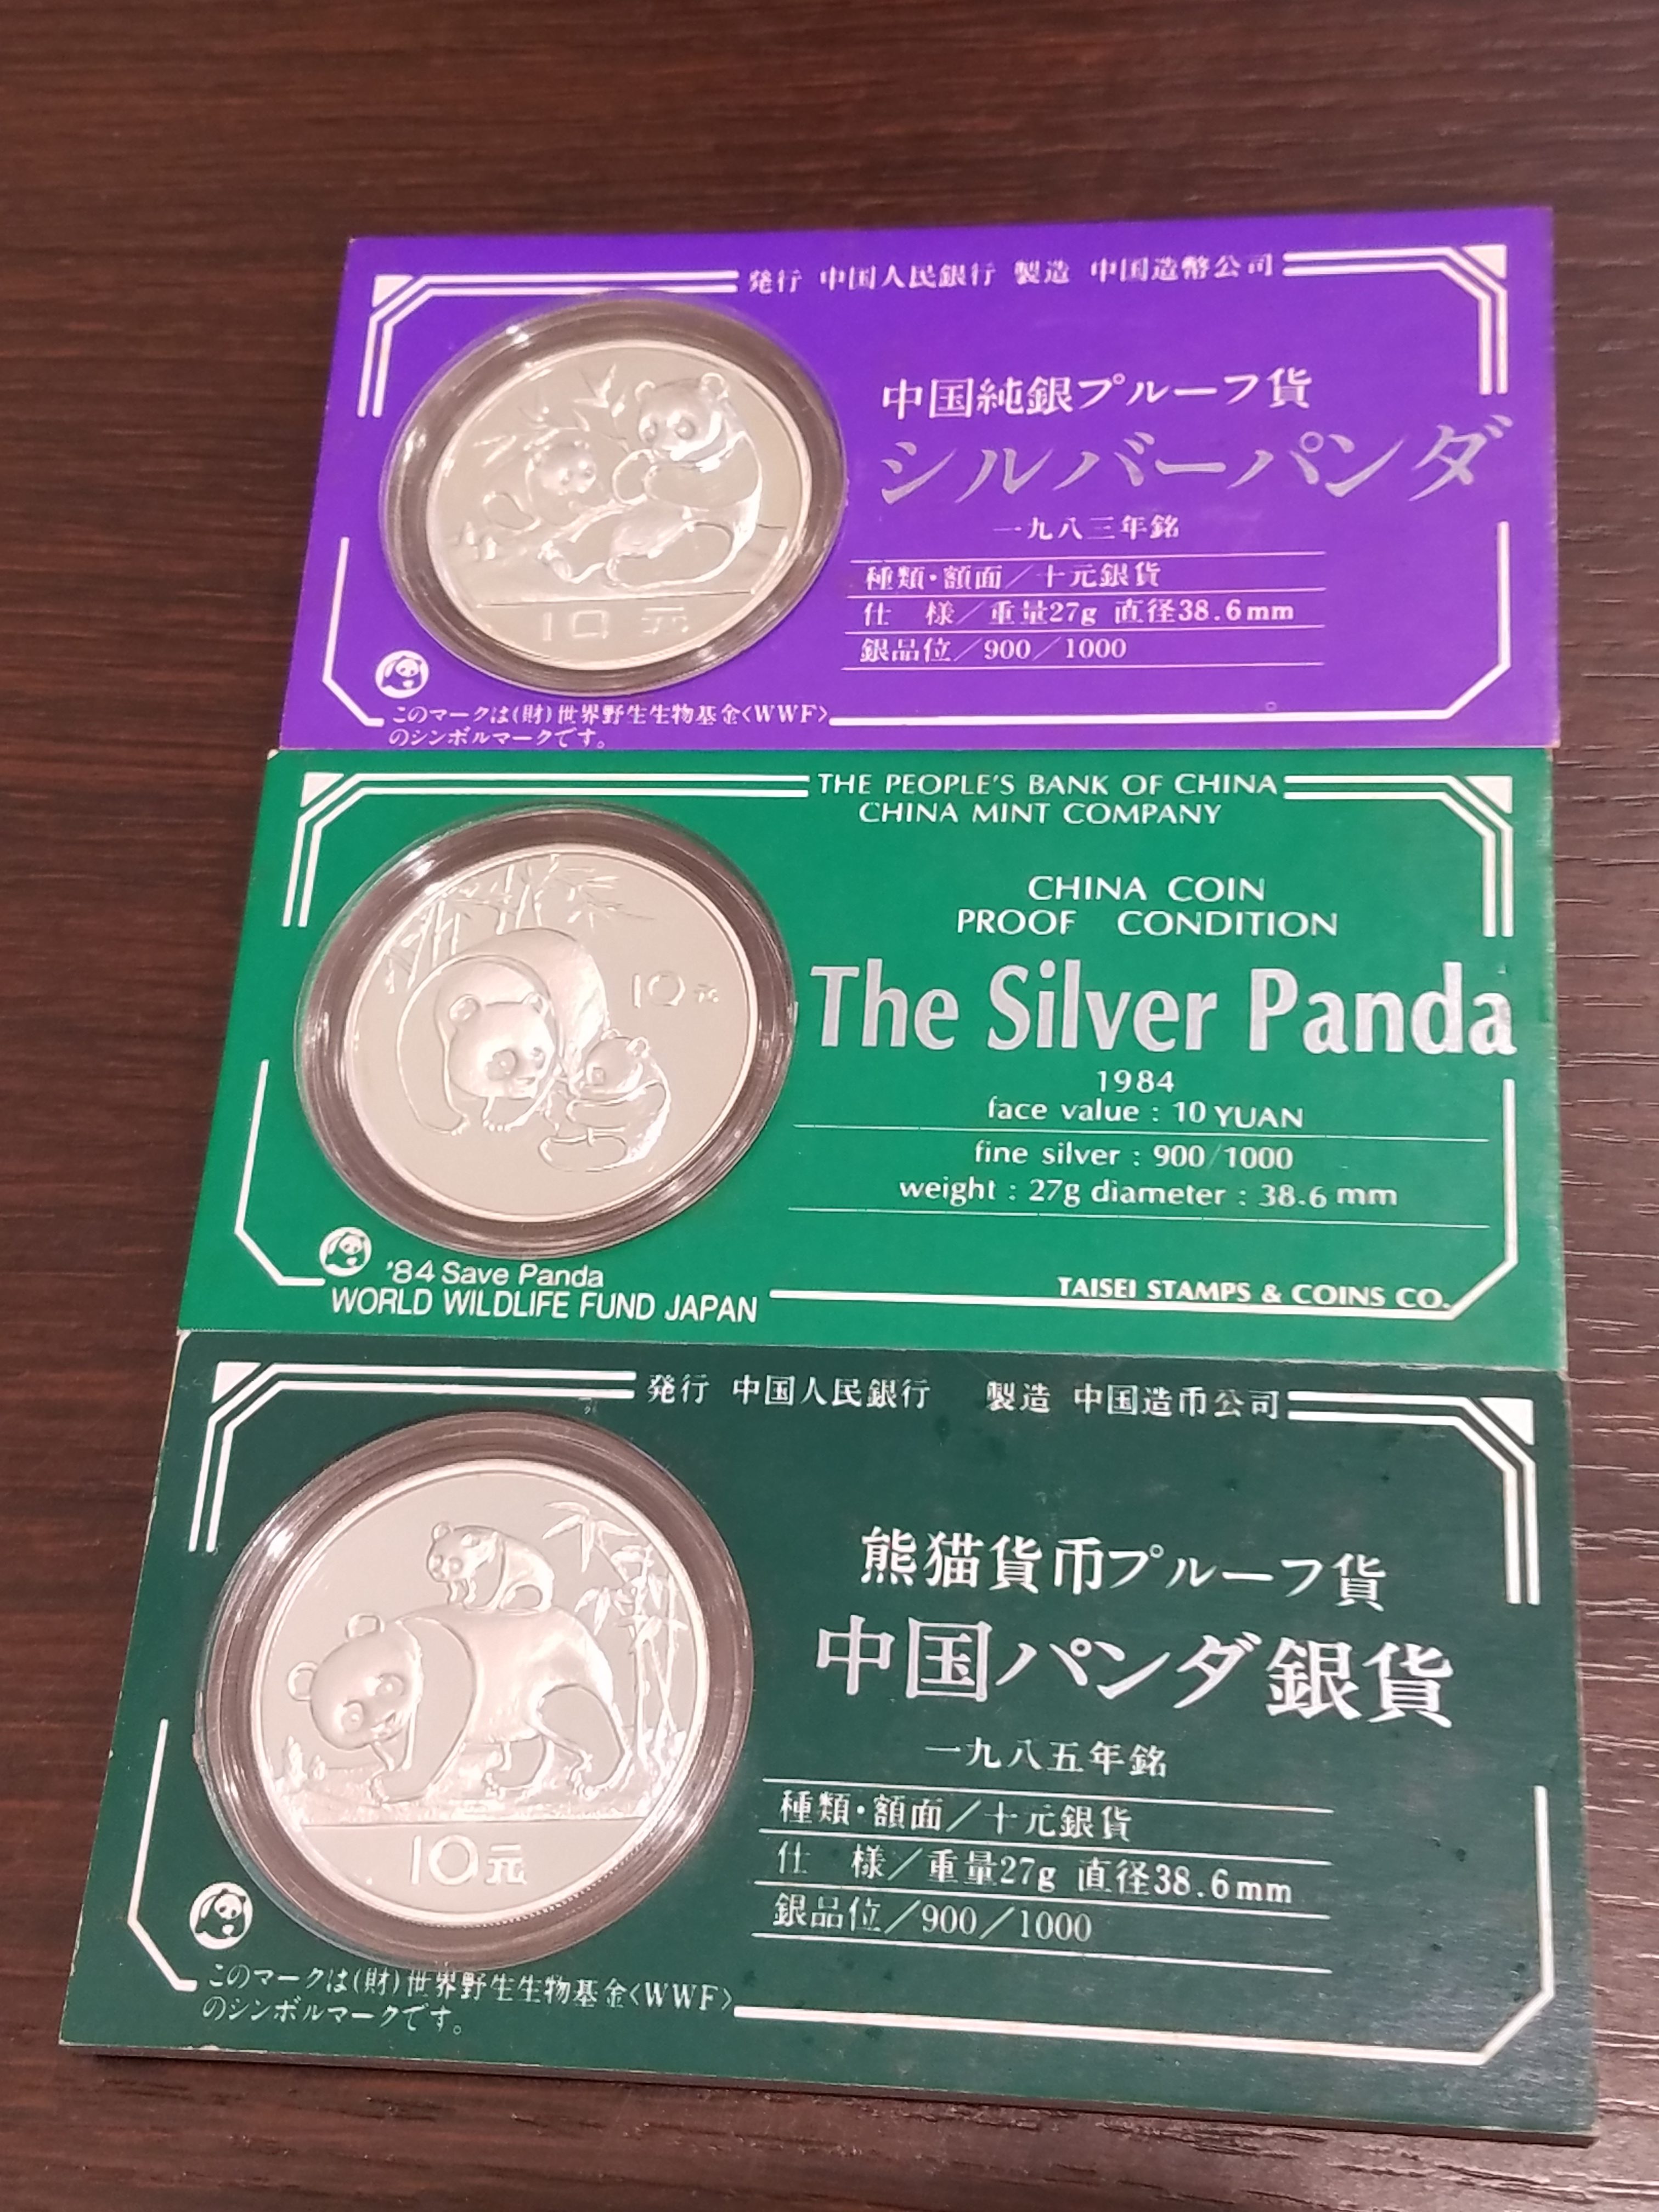 発行 中国人民銀行 製造 中国造幣公司
中国純銀プルーフ貨
シルバーパンダ
一九八三年銘
種類・額面／十元銀貨
仕 様／重量27g 直径38.6mm
銀品位／900／1000
10 元
このマークは(財)世界野生生物基金〈WWF〉
のシンボルマークです。
THE PEOPLE'S BANK OF CHINA
CHINA MINT COMPANY
CHINA COIN
PROOF CONDITION
The Silver Panda
1984
face value : 10 YUAN
fine silver : 900/1000
weight : 27g diameter : 38.6 mm
10元
'84 Save Panda
WORLD WILDLIFE FUND JAPAN
TAISEI STAMPS & COINS CO.
発行 中国人民銀行 製造 中国造币公司
熊猫貨币プルーフ貨
中国パンダ銀貨
一九八五年銘
種類・額面／十元銀貨
仕 様／重量27g 直径38.6mm
銀品位／900／1000
10元
このマークは(財)世界野生生物基金〈WWF〉
のシンボルマークです。